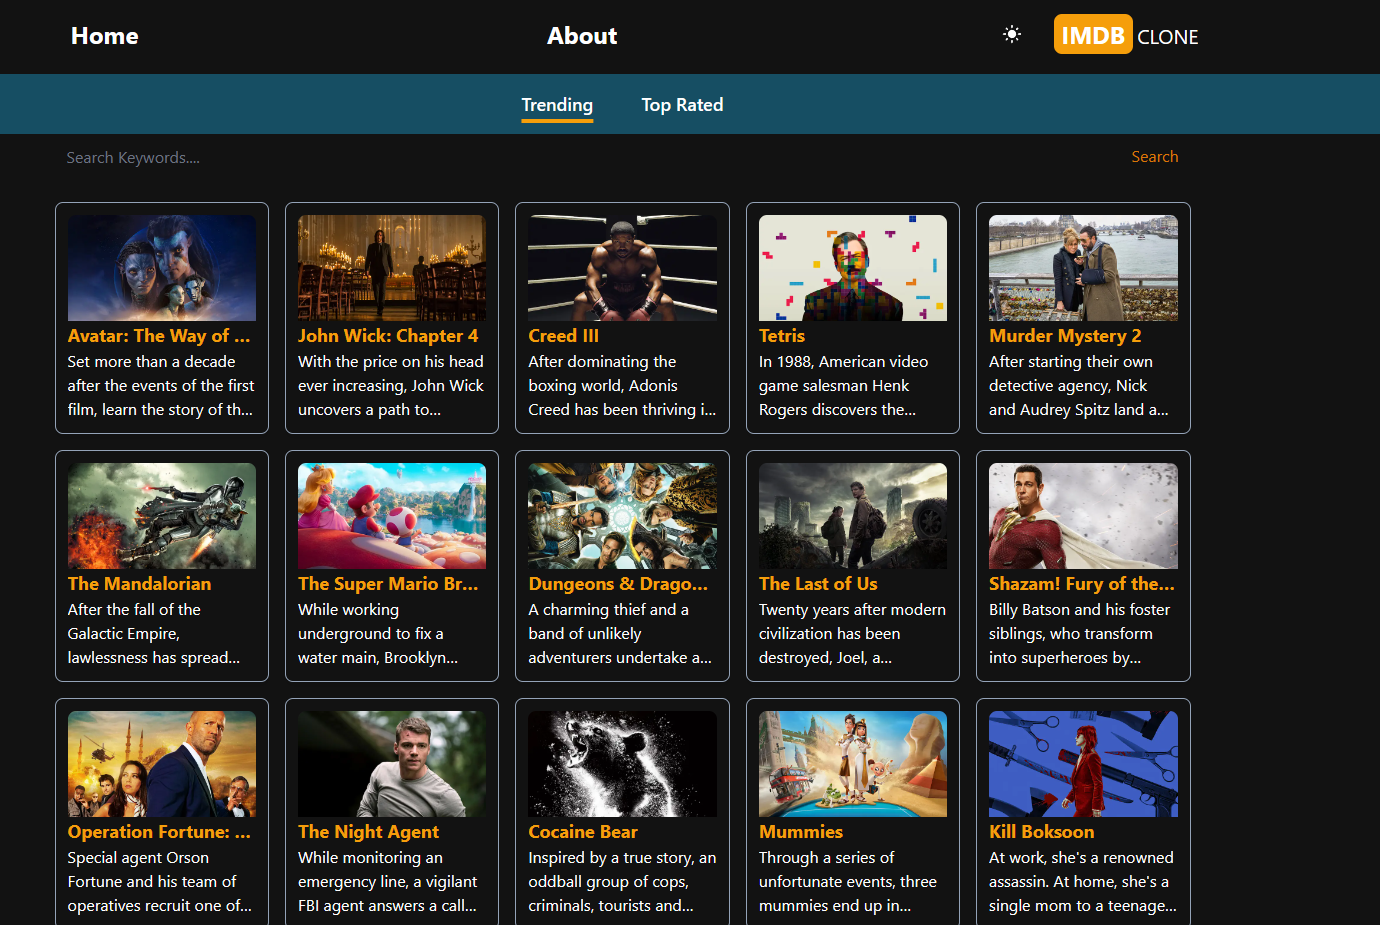 Home About IMDB CLONE
Trending Top Rated
Search Keywords.... Search
Avatar: The Way of ...
Set more than a decade
after the events of the first
film, learn the story of th...
John Wick: Chapter 4
With the price on his head
ever increasing, John Wick
uncovers a path to...
Creed III
After dominating the
boxing world, Adonis
Creed has been thriving i...
Tetris
In 1988, American video
game salesman Henk
Rogers discovers the...
Murder Mystery 2
After starting their own
detective agency, Nick
and Audrey Spitz land a...
The Mandalorian
After the fall of the
Galactic Empire,
lawlessness has spread...
The Super Mario Br...
While working
underground to fix a
water main, Brooklyn...
Dungeons & Drago...
A charming thief and a
band of unlikely
adventurers undertake a...
The Last of Us
Twenty years after modern
civilization has been
destroyed, Joel, a...
Shazam! Fury of the...
Billy Batson and his foster
siblings, who transform
into superheroes by...
Operation Fortune: ...
Special agent Orson
Fortune and his team of
operatives recruit one of...
The Night Agent
While monitoring an
emergency line, a vigilant
FBI agent answers a call...
Cocaine Bear
Inspired by a true story, an
oddball group of cops,
criminals, tourists and...
Mummies
Through a series of
unfortunate events, three
mummies end up in...
Kill Boksoon
At work, she's a renowned
assassin. At home, she's a
single mom to a teenage...